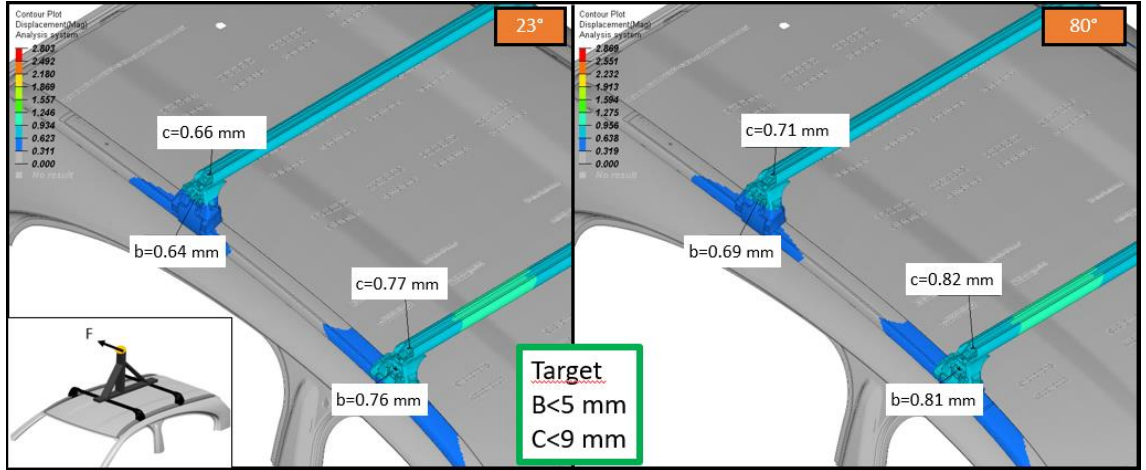 Contour Plot
Displacement(Mag)
Analysis system
2.803
2.492
2.180
1.869
1.557
1.246
0.934
0.623
0.311
0.000
No result
23°
c=0.66 mm
b=0.64 mm
c=0.77 mm
b=0.76 mm
F
Contour Plot
Displacement(Mag)
Analysis system
2.869
2.551
2.232
1.913
1.594
1.275
0.956
0.638
0.319
0.000
No result
80°
c=0.71 mm
b=0.69 mm
c=0.82 mm
b=0.81 mm
Target
B<5 mm
C<9 mm